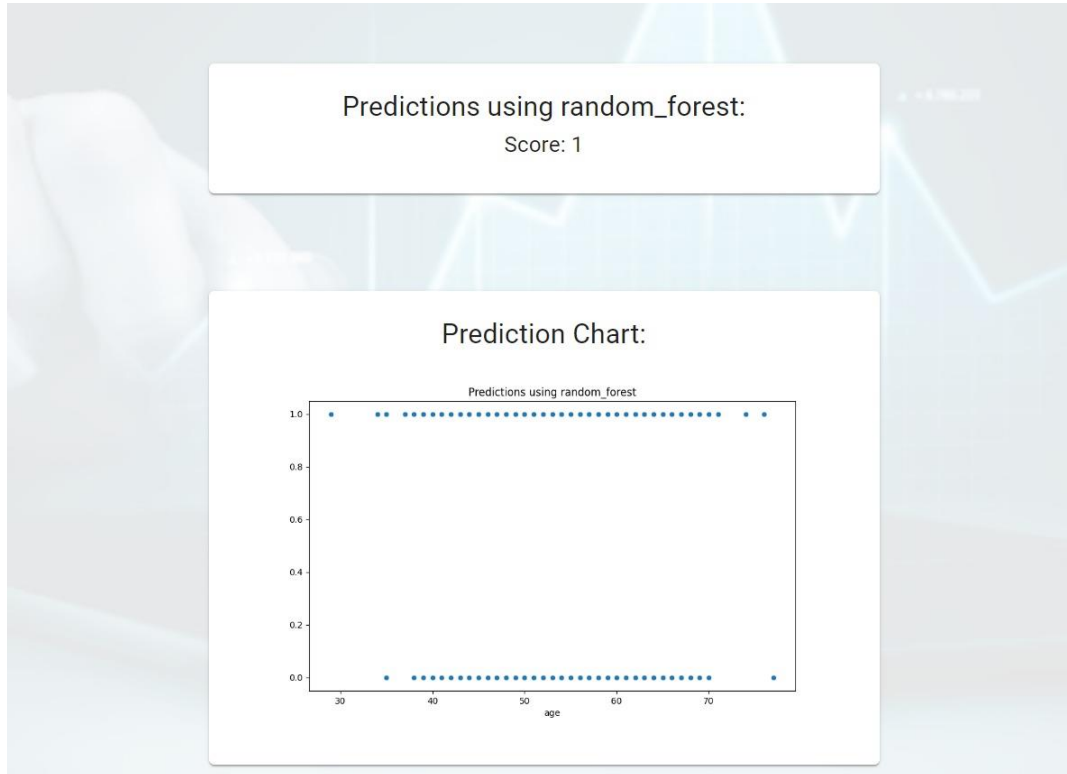 Predictions using random_forest:
Score: 1
Prediction Chart:
Predictions using random_forest
1.0
0.8
0.6
0.4
0.2
0.0
30 40 50 60 70
age